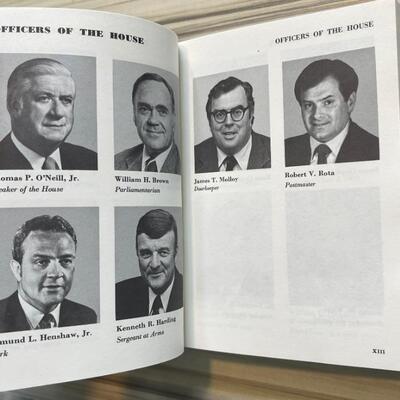 OFFICERS OF THE HOUSE
homas P. O'Neill, Jr.
eaker of the House
William H. Brown
Parliamentarian
mund L. Henshaw, Jr.
rk
Kenneth R. Harding
Sergeant at Arms
OFFICERS OF THE HOUSE
James T. Molloy
Doorkeeper
Robert V. Rota
Postmaster
XIII